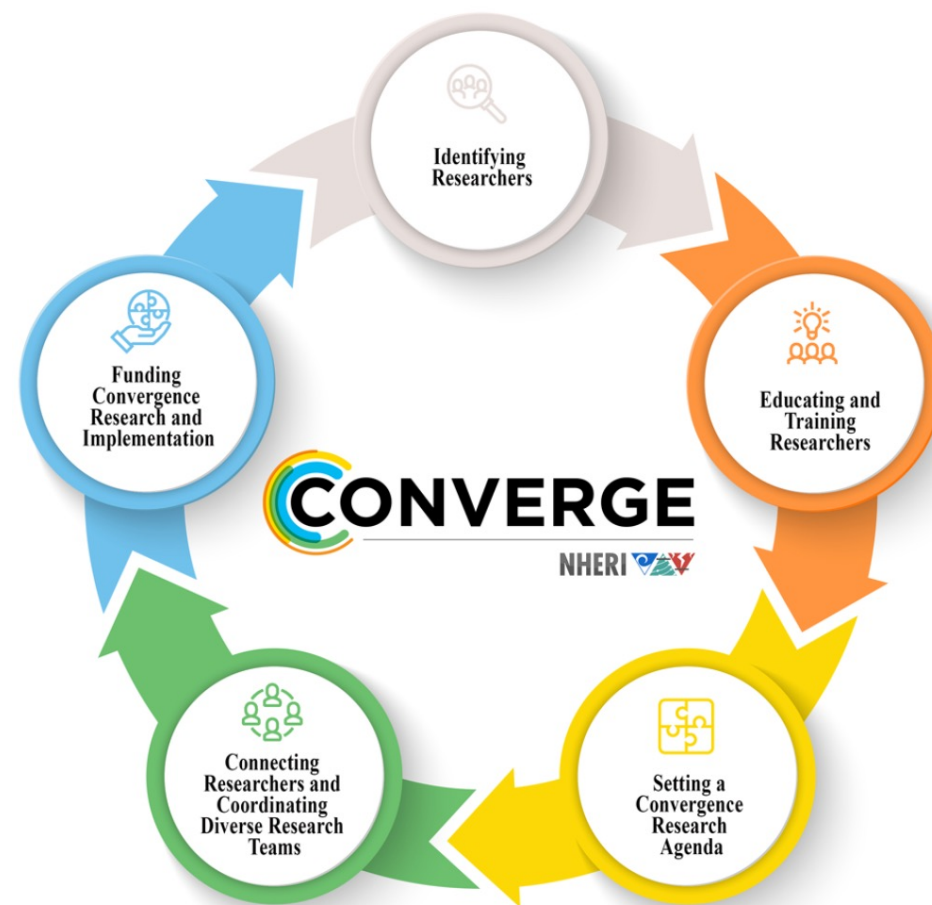 Identifying
Researchers
Educating and
Training
Researchers
Setting a
Convergence
Research
Agenda
Connecting
Researchers and
Coordinating
Diverse Research
Teams
Funding
Convergence
Research and
Implementation
CONVERGE
NHERI